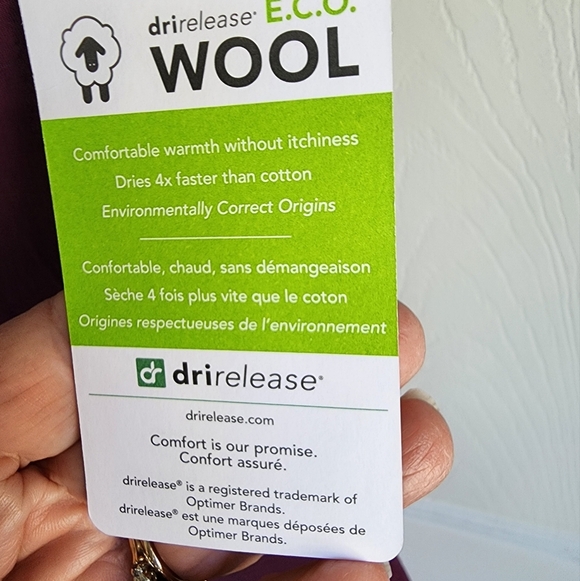 drirelease® E.C.O.
WOOL
Comfortable warmth without itchiness
Dries 4x faster than cotton
Environmentally Correct Origins
Confortable, chaud, sans démangeaison
Sèche 4 fois plus vite que le coton
Origines respectueuses de l'environnement
dr drirelease®
drirelease.com
Comfort is our promise.
Confort assuré.
drirelease® is a registered trademark of
Optimer Brands.
drirelease® est une marques déposées de
Optimer Brands.